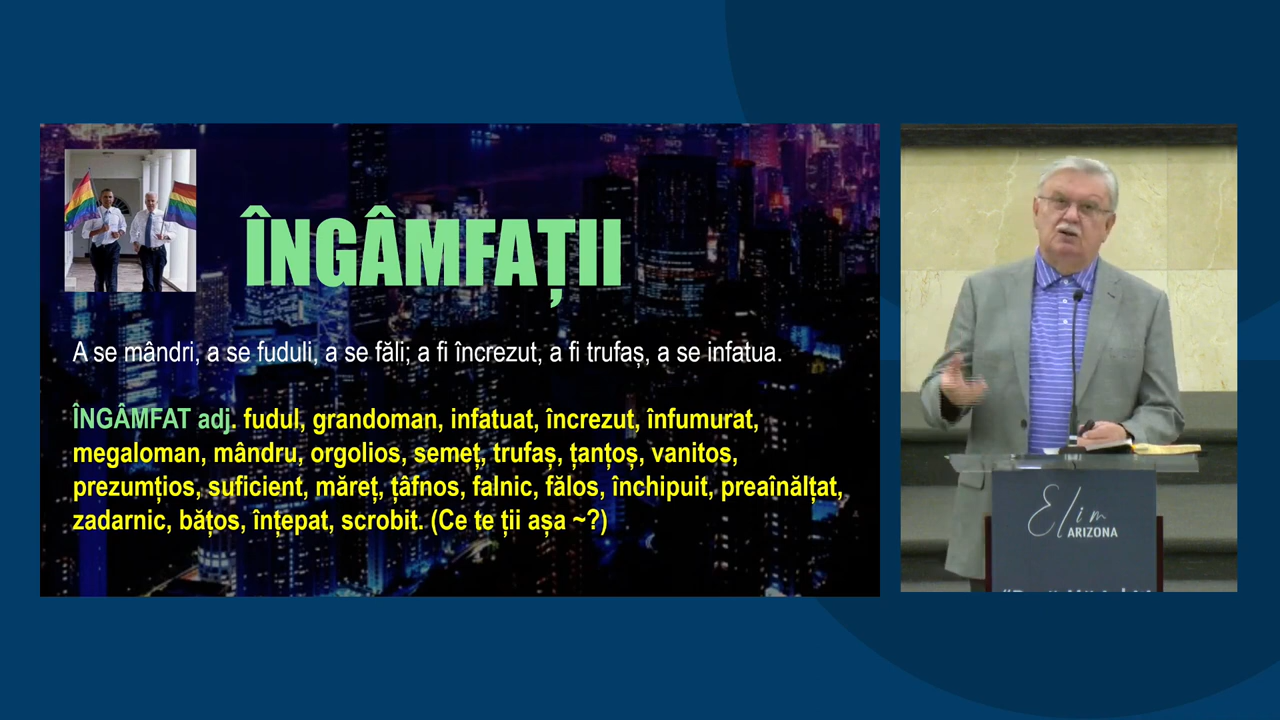 ÎNGÂMFAȚII
A se mândri, a se fuduli, a se făli; a fi încrezut, a fi trufaș, a se infatua.
ÎNGÂMFAT adj. fudul, grandoman, infatuat, încrezut, înfumurat,
megaloman, mândru, orgolios, semeț, trufaș, țanțoș, vanitos,
prezumțios, suficient, măreț, țâfnos, falnic, fălos, închipuit, preaînălțat,
zadarnic, bățos, înțepat, scrobit. (Ce te ții așa ~?)
Elim
ARIZONA